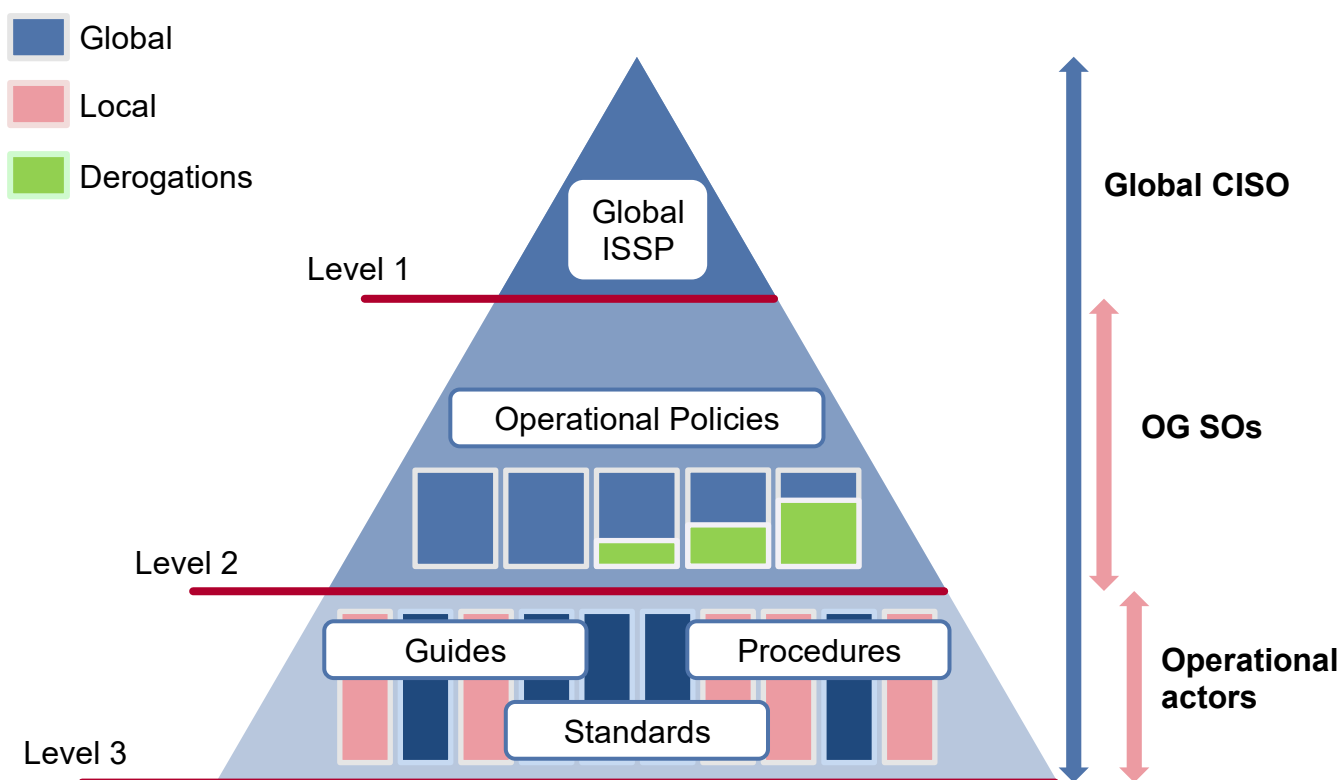 Global
Local
Derogations
Global
ISSP
Level 1
Global CISO
Operational Policies
OG SOs
Level 2
Guides
Procedures
Standards
Operational
actors
Level 3